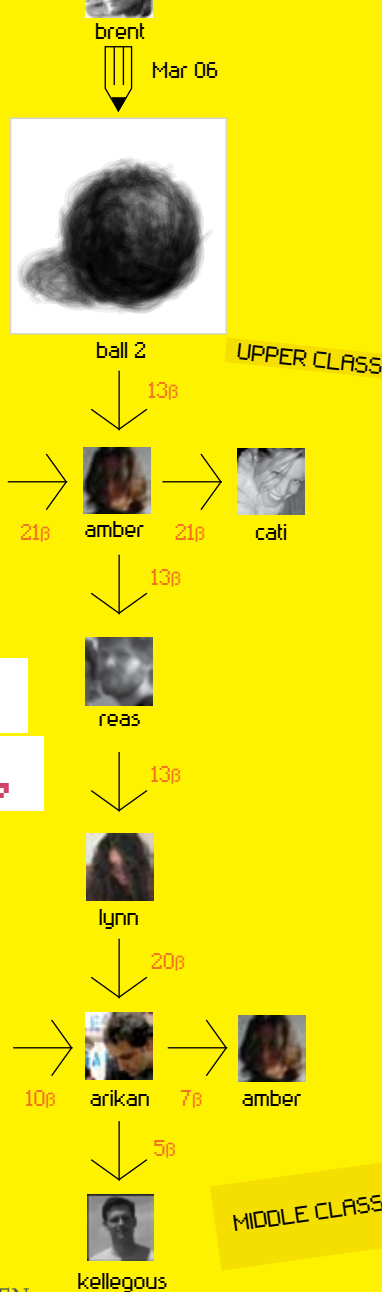 brent
Mar 06
ball 2
UPPER CLASS
13β
21β
amber
21β
cati
13β
reas
13β
lynn
20β
10β
arikan
7β
amber
5β
MIDDLE CLASS
kellegous